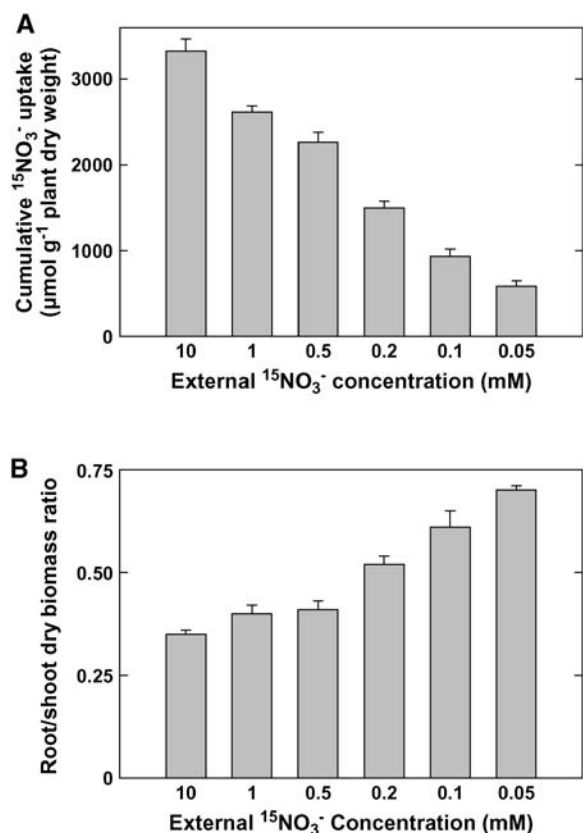 A
Cumulative ¹⁵NO₃⁻ uptake
(µmol g⁻¹ plant dry weight)
3000
2000
1000
0
10 1 0.5 0.2 0.1 0.05
External ¹⁵NO₃⁻ concentration (mM)
B
Root/shoot dry biomass ratio
0.75
0.50
0.25
0
10 1 0.5 0.2 0.1 0.05
External ¹⁵NO₃⁻ Concentration (mM)